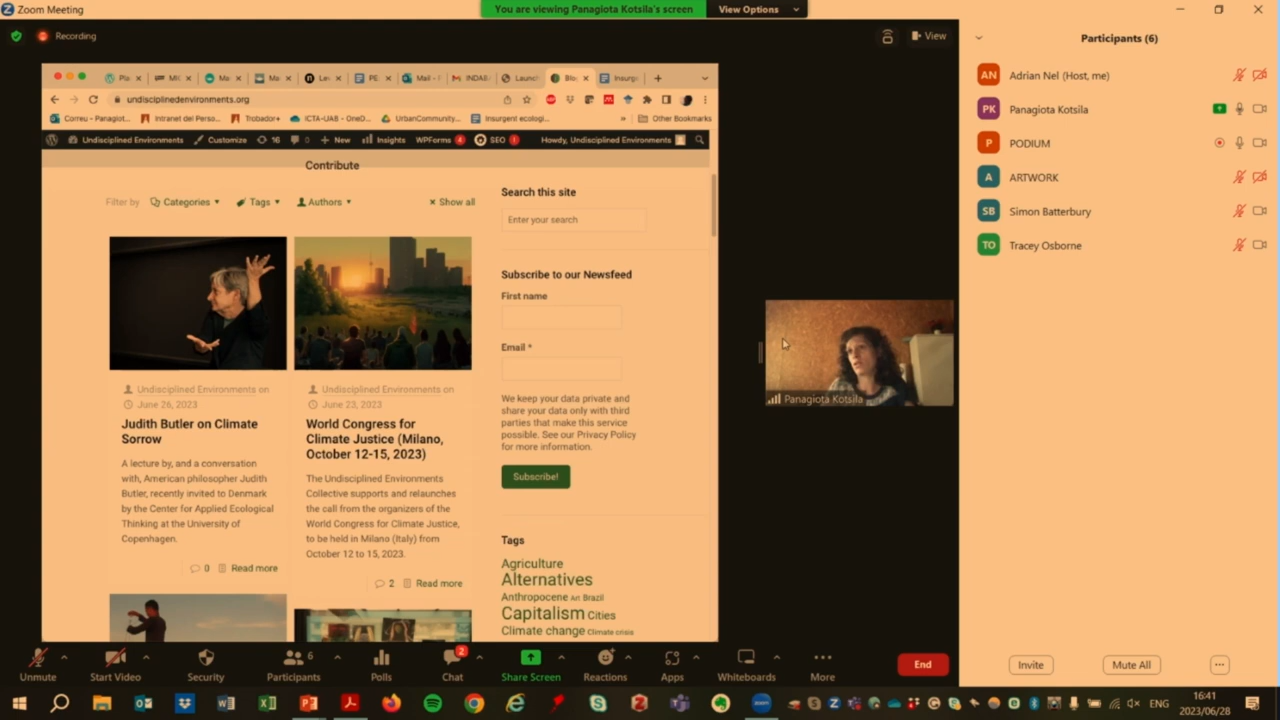 Zoom Meeting
You are viewing Panagiota Kotsila's screen
View Options
Recording
View
Participants (6)
AN Adrian Nel (Host, me)
PK Panagiota Kotsila
P PODIUM
A ARTWORK
SB Simon Batterbury
TO Tracey Osborne
undisciplinedenvironments.org
Correu - Panagiot...
Intranet del Perso...
Trobador+
ICTA-UAB - OneD...
UrbanCommunity...
Insurgent ecologi...
Other Bookmarks
Undisciplined Environments
Customize
16
0
New
Insights
WPForms 4
SEO 1
Howdy, Undisciplined Environments
Contribute
Filter by
Categories
Tags
Authors
× Show all
Undisciplined Environments on
June 26, 2023
Judith Butler on Climate
Sorrow
A lecture by, and a conversation
with, American philosopher Judith
Butler, recently invited to Denmark
by the Center for Applied Ecological
Thinking at the University of
Copenhagen.
0 Read more
Undisciplined Environments on
June 23, 2023
World Congress for
Climate Justice (Milano,
October 12-15, 2023)
The Undisciplined Environments
Collective supports and relaunches
the call from the organizers of the
World Congress for Climate Justice,
to be held in Milano (Italy) from
October 12 to 15, 2023.
2 Read more
Search this site
Enter your search
Subscribe to our Newsfeed
First name
Email *
We keep your data private and
share your data only with third
parties that make this service
possible. See our Privacy Policy
for more information.
Subscribe!
Tags
Agriculture
Alternatives
Anthropocene Art Brazil
Capitalism Cities
Climate change Climate crisis
Panagiota Kotsila
Unmute
Start Video
Security
6
Participants
Polls
2
Chat
Share Screen
Reactions
Apps
Whiteboards
More
End
Invite
Mute All
ENG
16:41
2023/06/28